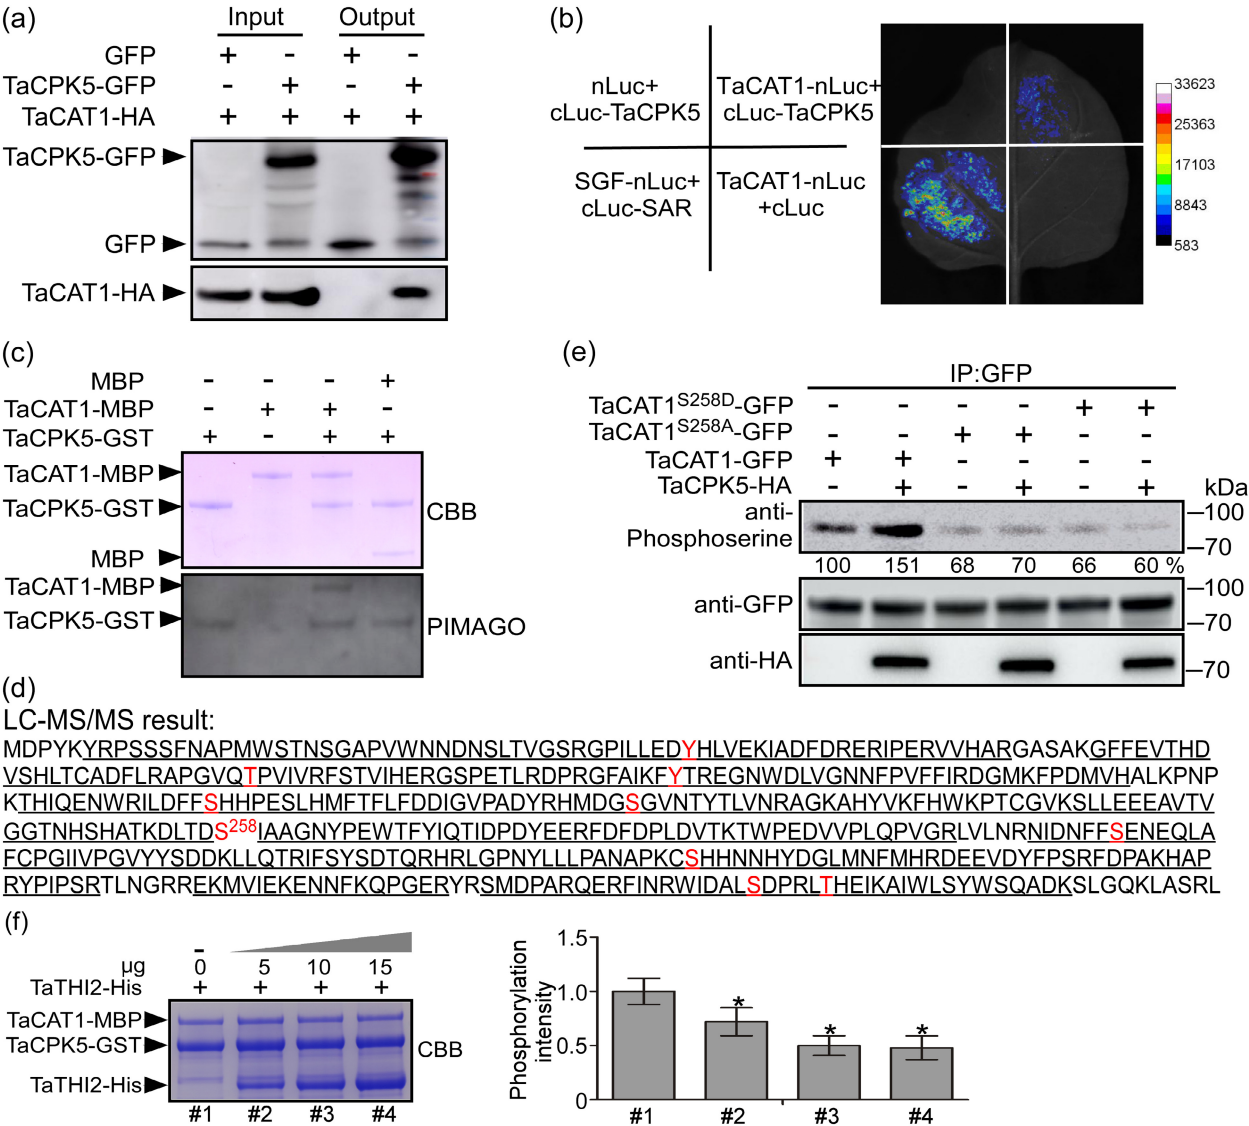 (a)
Input Output
GFP + - + -
TaCPK5-GFP - + - +
TaCAT1-HA + + + +
TaCPK5-GFP
GFP
TaCAT1-HA
(b)
nLuc+
cLuc-TaCPK5
TaCAT1-nLuc+
cLuc-TaCPK5
SGF-nLuc+
cLuc-SAR
TaCAT1-nLuc
+cLuc
33623
25363
17103
8843
583
(c)
MBP - - - +
TaCAT1-MBP - + + -
TaCPK5-GST + - + +
TaCAT1-MBP
TaCPK5-GST
CBB
MBP
TaCAT1-MBP
TaCPK5-GST
PIMAGO
(e)
IP:GFP
TaCAT1S258D-GFP - - - - + +
TaCAT1S258A-GFP - - + + - -
TaCAT1-GFP + + - - - -
TaCPK5-HA - + - + - +
kDa
anti-
Phosphoserine
100
70
100 151 68 70 66 60 %
anti-GFP
100
70
anti-HA
70
(d)
LC-MS/MS result:
MDPYKYRPSSSFNAPMWSTNSGAPVWNNDNSLTVGSRGPILLEDYHLVEKIADFDRERIPERVVHARGASAKGFFEVTHD
VSHLTCADFLRAPGVQTPVIVRFSTVIHERGSPETLRDPRGFAIKFYTREGNWDLVGNNFPVFFIRDGMKFPDMVHALKPNP
KTHIQENWRILDFFSHHPESLHMFTFLFDDIGVPADYRHMDGSGVNTYTLVNRAGKAHYVKFHWKPTCGVKSLLEEEAVTV
GGTNHSHATKDLTDS258IAAGNYPEWTFYIQTIDPDYEERFDFDPLDVTKTWPEDVVPLQPVGRLVLNRNIDNFFSENEQLA
FCPGIIVPGVYYSDDKLLQTRIFSYSDTQRHRLGPNYLLLPANAPKCSHHNNHYDGLMNFMHRDEEVDYFPSRFDPAKHAP
RYPIPSRTLNGRREKMVIEKENNFKQPGERYRSMDPARQERFINRWIDALSDPRLTHEIKAIWLSYWSQADKSLGQKLASRL
(f)
-
µg 0 5 10 15
TaTHI2-His + + + +
TaCAT1-MBP
TaCPK5-GST
CBB
TaTHI2-His
#1 #2 #3 #4
Phosphorylation
intensity
1.5
1.0
0.5
0
* * *
#1 #2 #3 #4